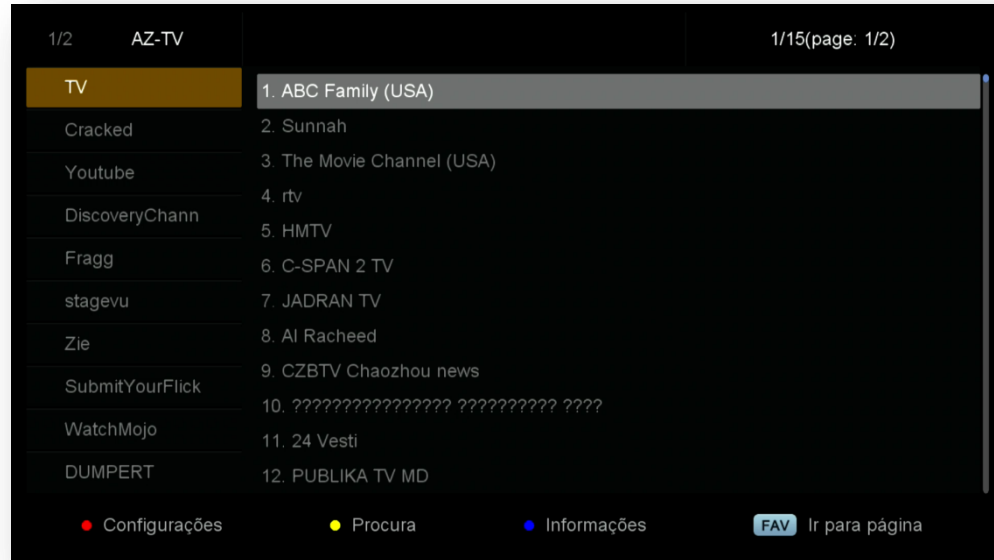 1/2 AZ-TV 1/15(page: 1/2)
TV
Cracked
Youtube
DiscoveryChann
Fragg
stagevu
Zie
SubmitYourFlick
WatchMojo
DUMPERT
1. ABC Family (USA)
2. Sunnah
3. The Movie Channel (USA)
4. rtv
5. HMTV
6. C-SPAN 2 TV
7. JADRAN TV
8. Al Racheed
9. CZBTV Chaozhou news
10. ???????????????? ?????????? ????
11. 24 Vesti
12. PUBLIKA TV MD
Configurações Procura Informações FAV Ir para página